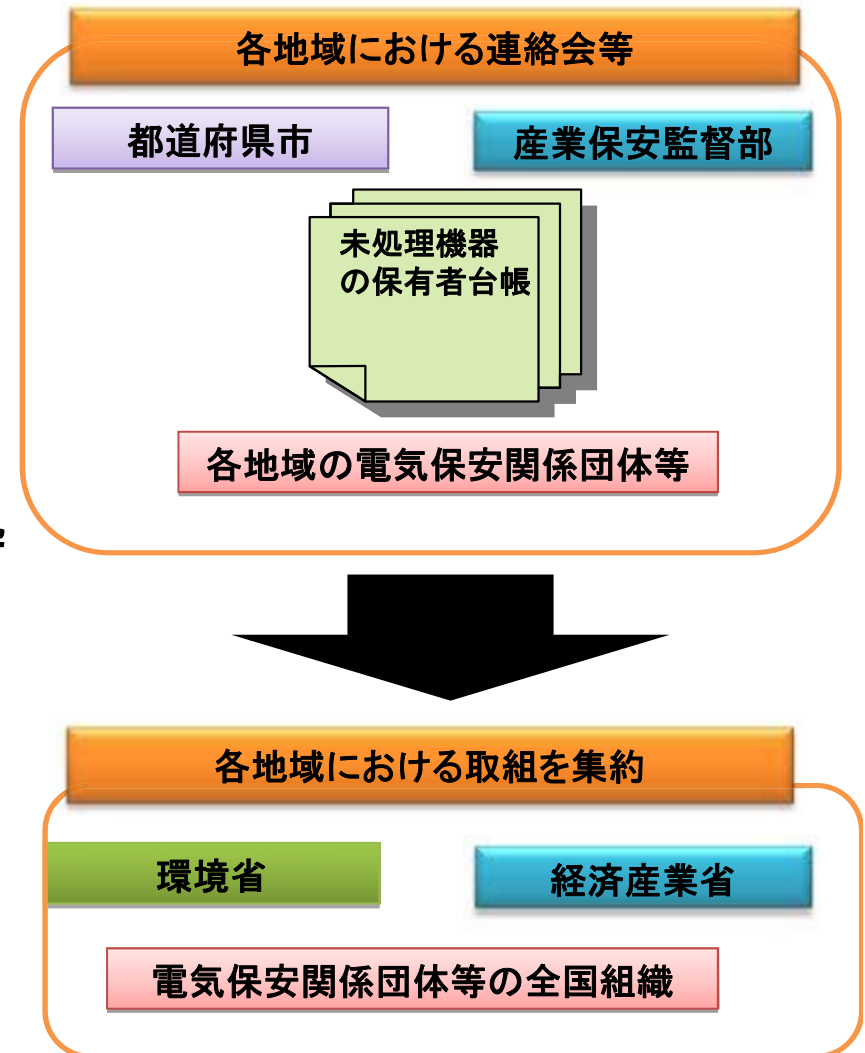 各地域における連絡会等
都道府県市
産業保安監督部
未処理機器
の保有者台帳
各地域の電気保安関係団体等
各地域における取組を集約
環境省
経済産業省
電気保安関係団体等の全国組織